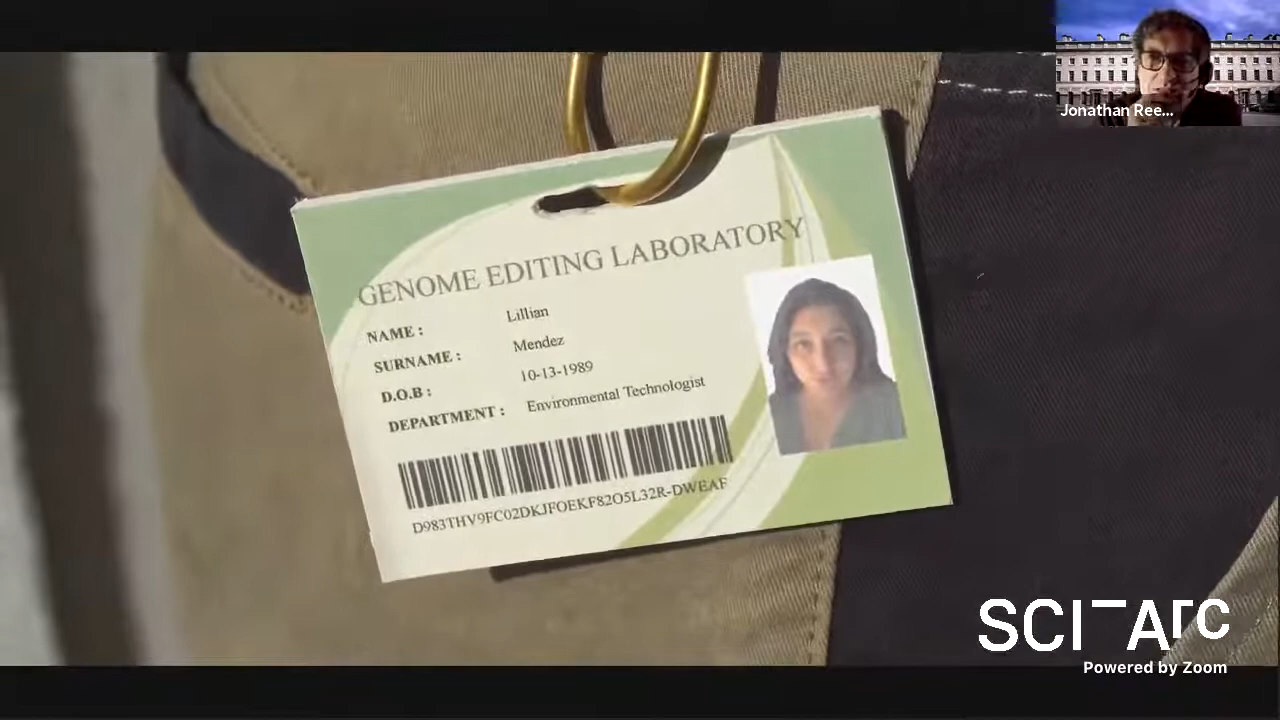 Jonathan Ree...
GENOME EDITING LABORATORY
NAME : Lillian
SURNAME : Mendez
D.O.B : 10-13-1989
DEPARTMENT : Environmental Technologist
D983THV9FC02DKJFOEKF82O5L32R-DWEAF
SCI-Arc
Powered by Zoom